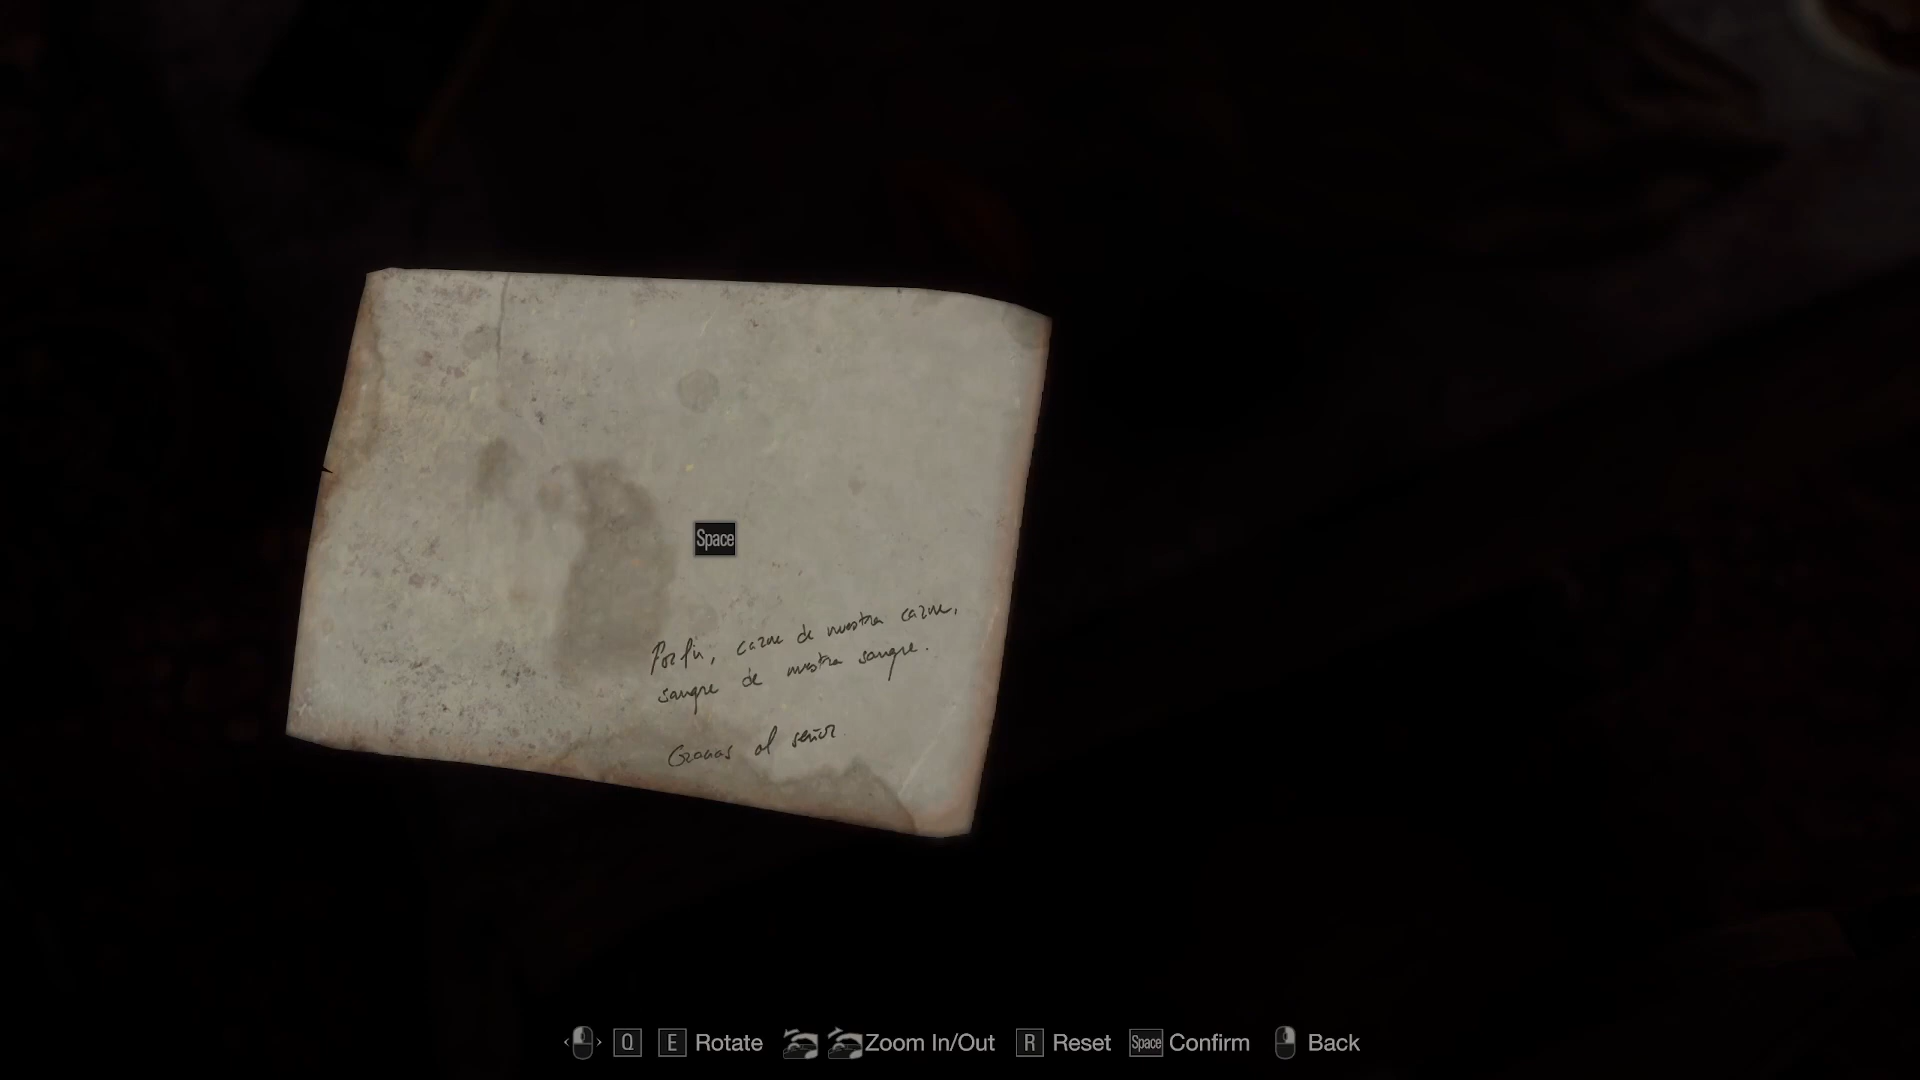 Space
Por fin, carne de nuestra carne,
sangre de nuestra sangre.
Gracias al señor.
Q E Rotate Zoom In/Out R Reset Space Confirm Back